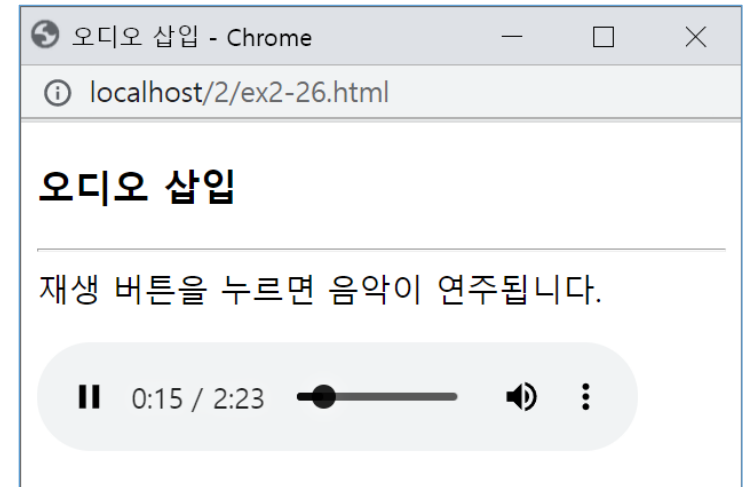 오디오 삽입 - Chrome
localhost/2/ex2-26.html
오디오 삽입
재생 버튼을 누르면 음악이 연주됩니다.
0:15 / 2:23